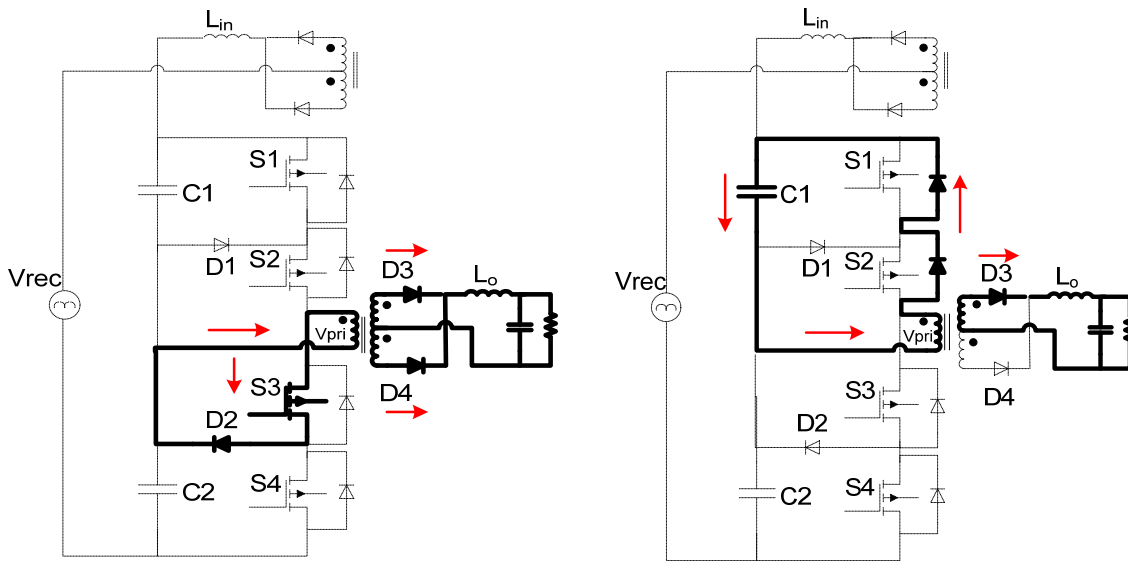 Lin
S1
C1
D1
S2
D3
Lo
Vrec
Vpri
S3
D4
D2
C2
S4
Lin
S1
C1
D1
S2
D3
Lo
Vrec
Vpri
D4
S3
D2
C2
S4